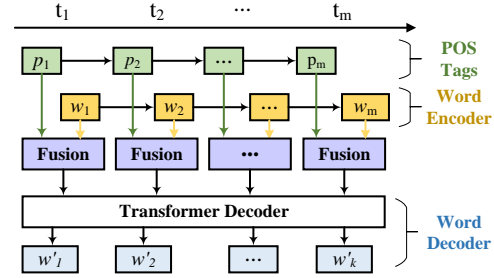 t1 t2 ... tm
p1 p2 ... pm
POS
Tags
w1 w2 ... wm
Word
Encoder
Fusion Fusion ... Fusion
Transformer Decoder
Word
Decoder
w'1 w'2 ... w'k